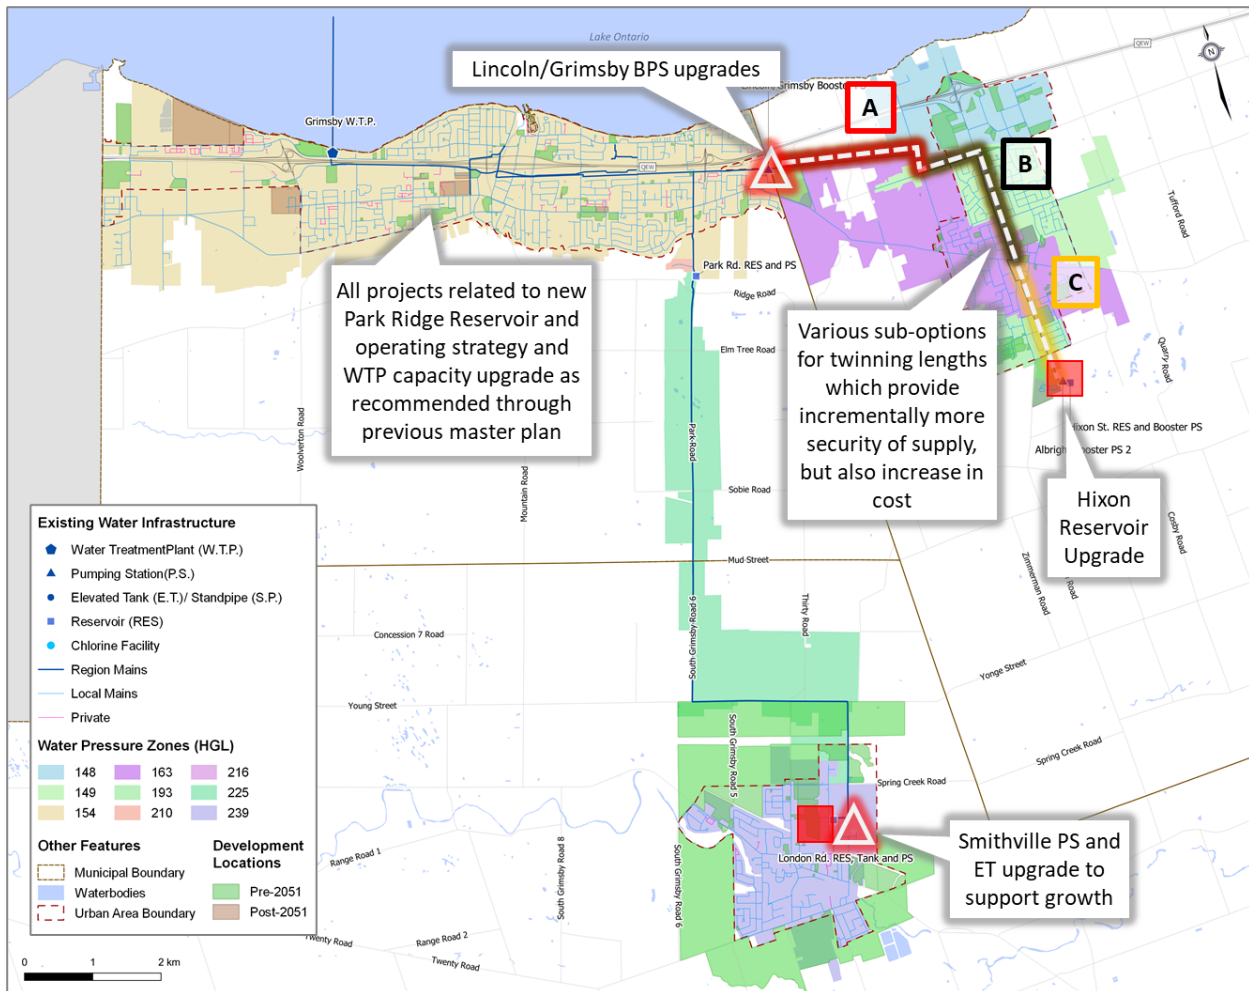 Lake Ontario
QEW
N
Lincoln/Grimsby BPS upgrades
Lincoln/Grimsby Booster PS
A
Grimsby W.T.P.
B
QEW
Tufford Road
C
Park Rd. RES and PS
Ridge Road
All projects related to new
Park Ridge Reservoir and
operating strategy and
WTP capacity upgrade as
recommended through
previous master plan
Various sub-options
for twinning lengths
which provide
incrementally more
security of supply,
but also increase in
cost
Elm Tree Road
Quarry Road
Woolverton Road
Park Road
Hixon St. RES and Booster PS
Mountain Road
Sobie Road
Hixon
Reservoir
Upgrade
Cosby Road
Zimmerman Road
Mud Street
Thirty Road
South Grimsby Road 6
Concession 7 Road
Yonge Street
Young Street
South Grimsby Road 5
Spring Creek Road
Spring Creek Road
London Rd. RES, Tank and PS
Smithville PS and
ET upgrade to
support growth
South Grimsby Road 8
South Grimsby Road 6
Range Road 1
Range Road 2
Twenty Road
Twenty Road
Existing Water Infrastructure
Water TreatmentPlant (W.T.P.)
Pumping Station(P.S.)
Elevated Tank (E.T.)/ Standpipe (S.P.)
Reservoir (RES)
Chlorine Facility
Region Mains
Local Mains
Private
Water Pressure Zones (HGL)
148 163 216
149 193 225
154 210 239
Other Features
Municipal Boundary
Waterbodies
Urban Area Boundary
Development
Locations
Pre-2051
Post-2051
0 1 2 km